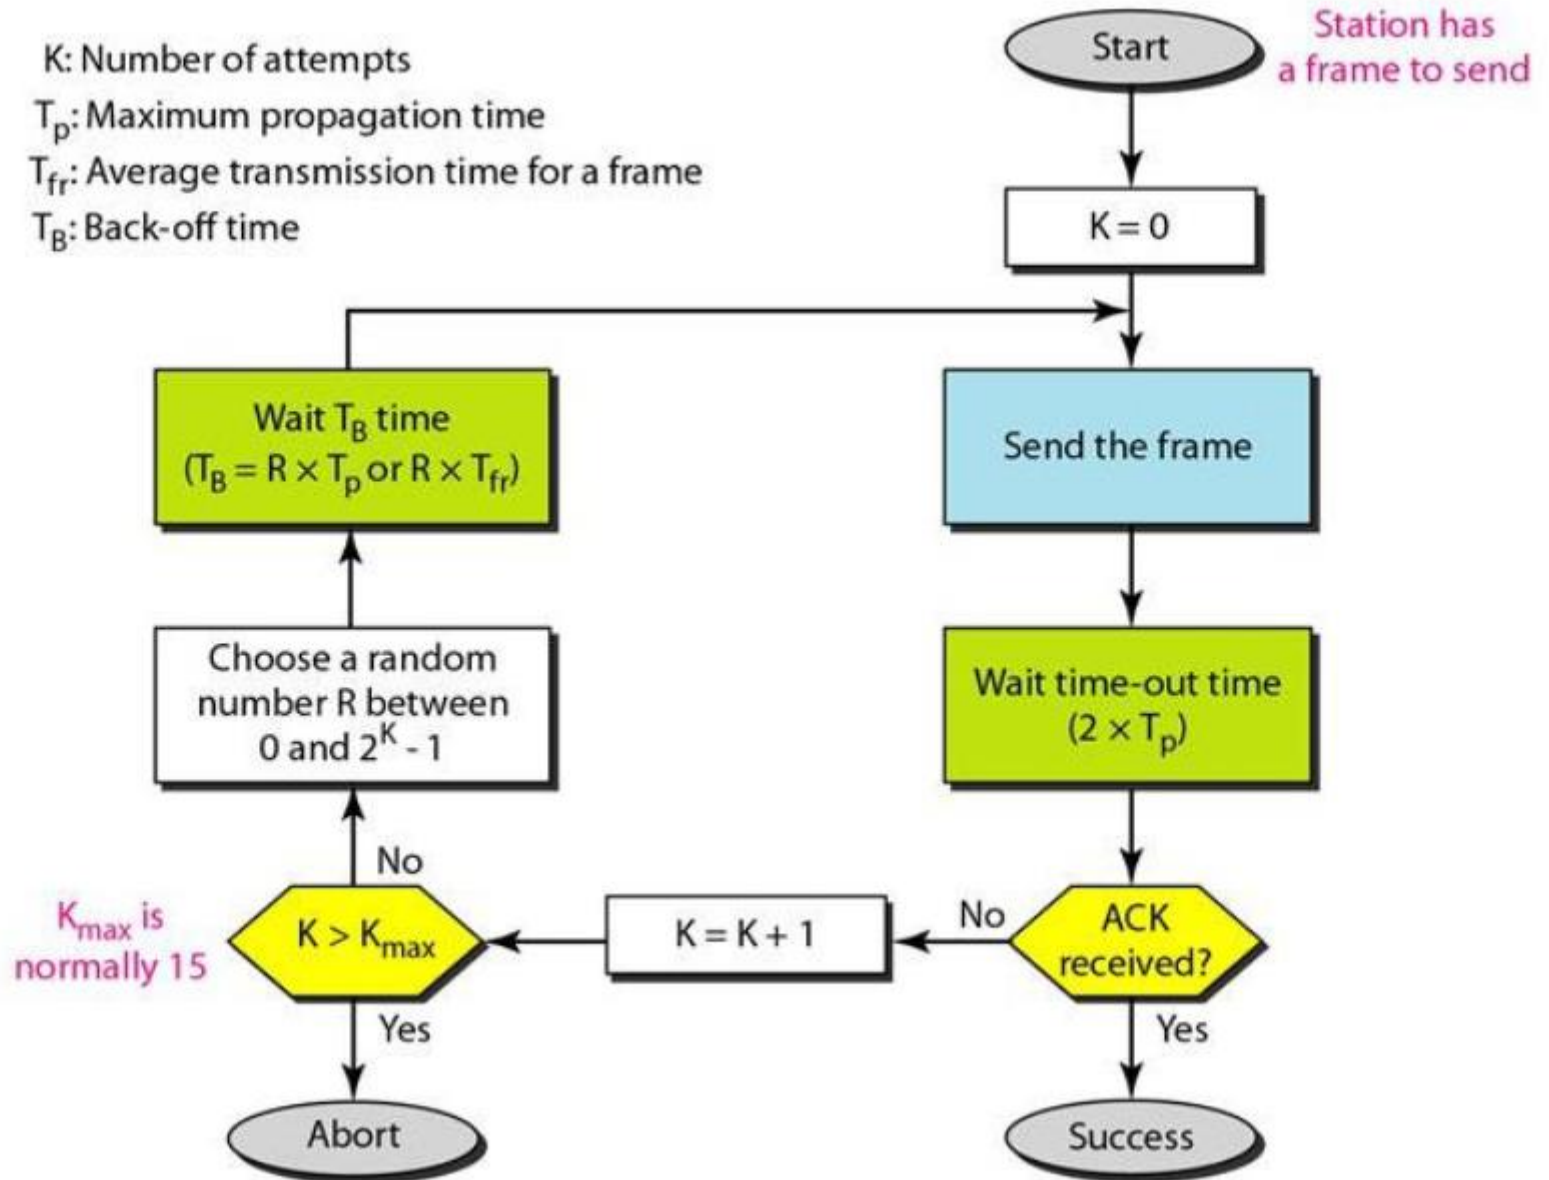 K: Number of attempts
Tp: Maximum propagation time
Tfr: Average transmission time for a frame
TB: Back-off time
Start
Station has
a frame to send
K = 0
Wait TB time
(TB = R × Tp or R × Tfr)
Send the frame
Choose a random
number R between
0 and 2^K - 1
Wait time-out time
(2 × Tp)
No
Kmax is
normally 15
K > Kmax
K = K + 1
No
ACK
received?
Yes
Yes
Abort
Success